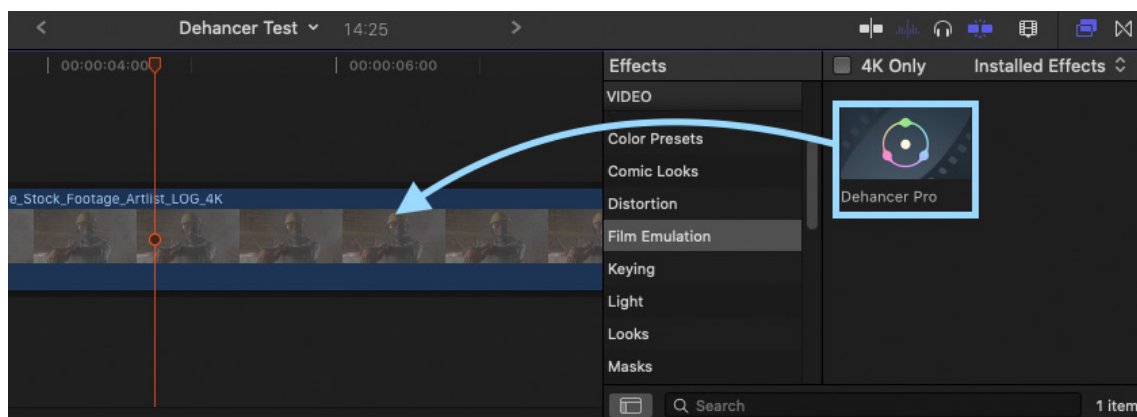 Dehancer Test 14:25
00:00:04:00 00:00:06:00
Effects
4K Only Installed Effects
VIDEO
Color Presets
Comic Looks
Distortion
Film Emulation
Keying
Light
Looks
Masks
Dehancer Pro
e_Stock_Footage_Artlist_LOG_4K
Search
1 item